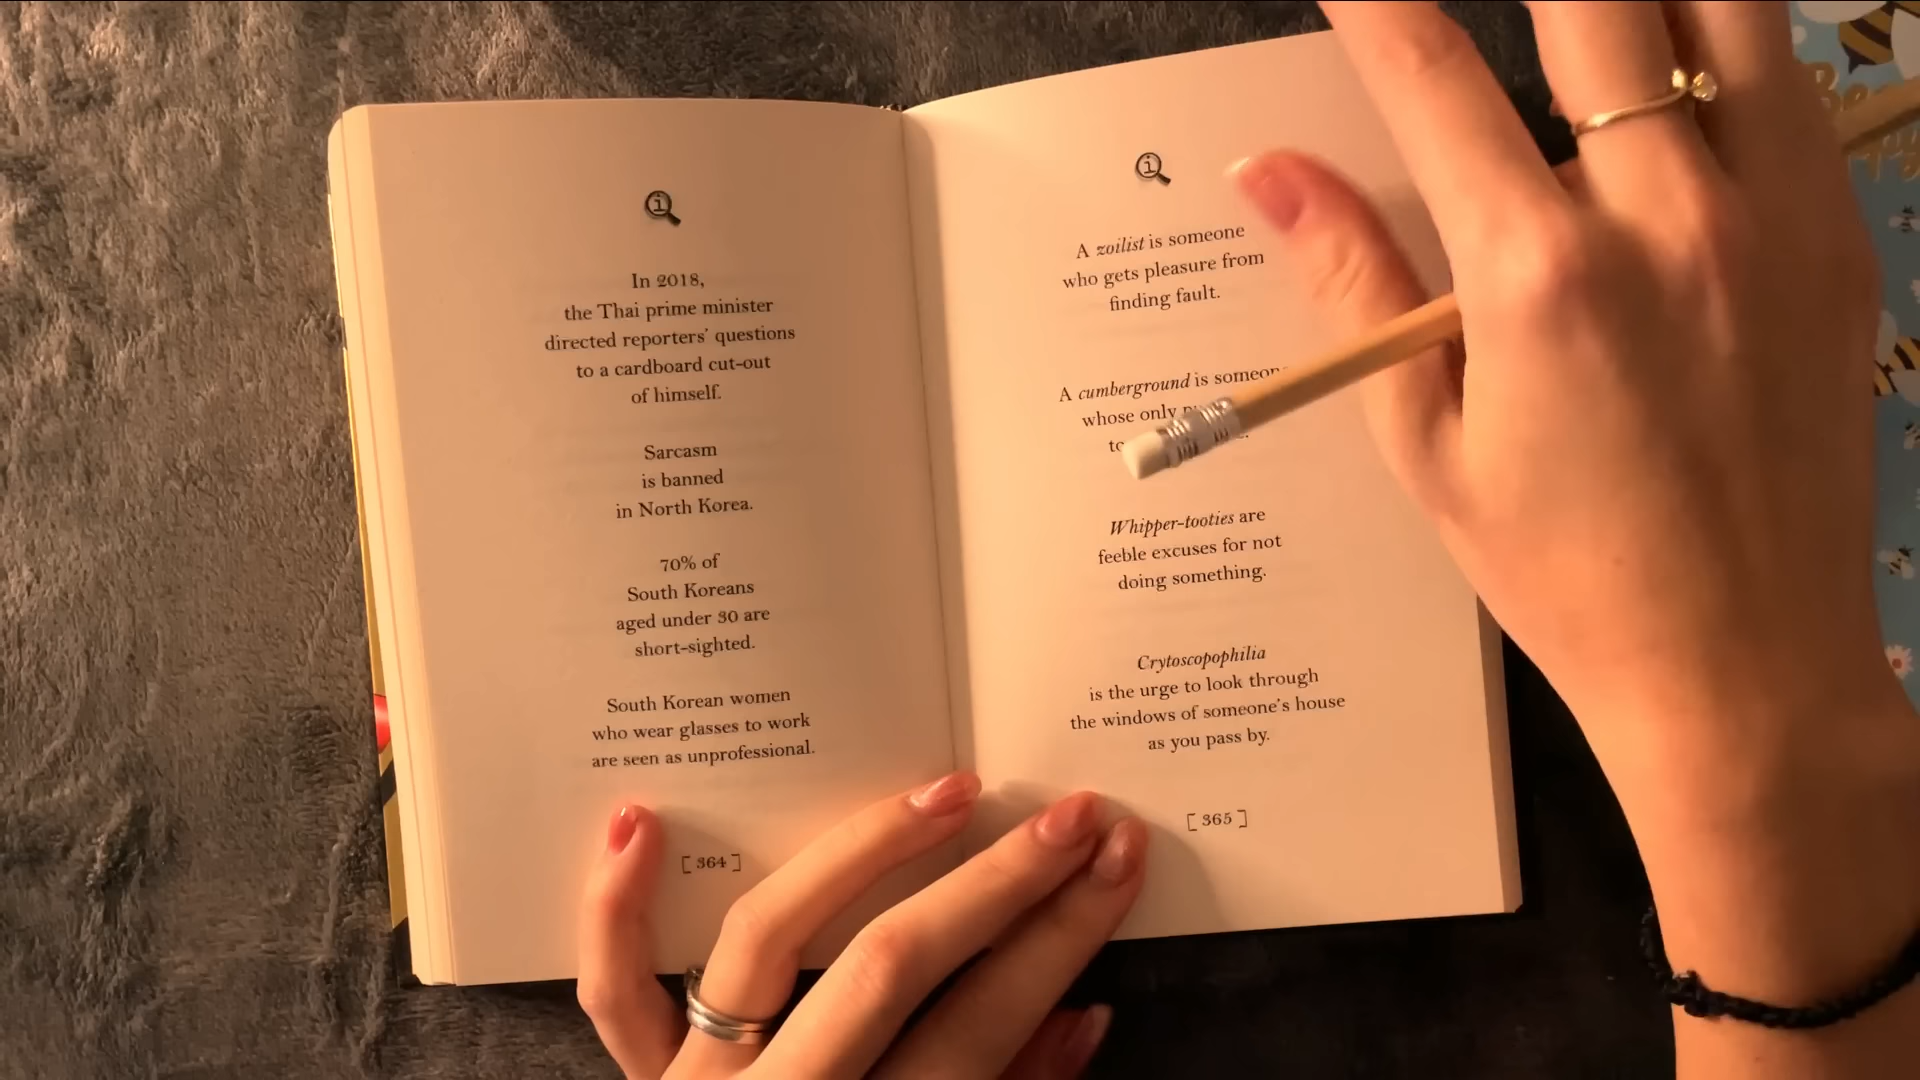 In 2018,
the Thai prime minister
directed reporters' questions
to a cardboard cut-out
of himself.
Sarcasm
is banned
in North Korea.
70% of
South Koreans
aged under 30 are
short-sighted.
South Korean women
who wear glasses to work
are seen as unprofessional.
[ 364 ]
A zoilist is someone
who gets pleasure from
finding fault.
A cumberground is someone
whose only
to
Whipper-tooties are
feeble excuses for not
doing something.
Crytoscopophilia
is the urge to look through
the windows of someone's house
as you pass by.
[ 365 ]